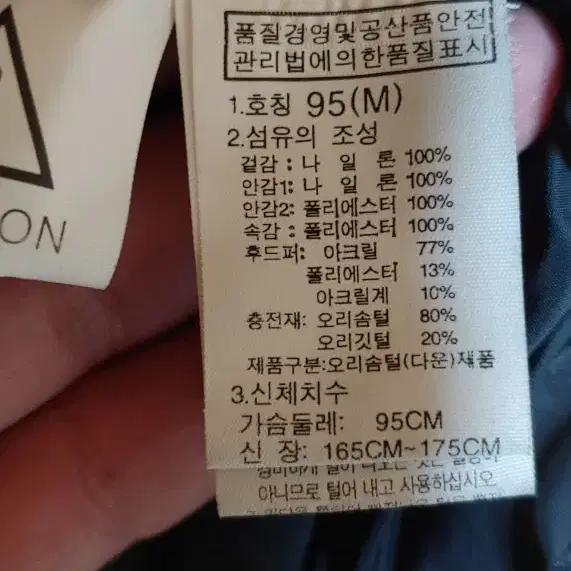 품질경영및공산품안전
관리법에의한품질표시
1.호칭 95(M)
2.섬유의 조성
겉감 : 나 일 론 100%
안감1: 나 일 론 100%
안감2: 폴리에스터 100%
속감 : 폴리에스터 100%
후드퍼: 아크릴 77%
폴리에스터 13%
아크릴계 10%
충전재: 오리솜털 80%
오리깃털 20%
제품구분:오리솜털(다운)제품
3.신체치수
가슴둘레: 95CM
신 장: 165CM~175CM
아니므로 털어 내고 사용하십시오
ON